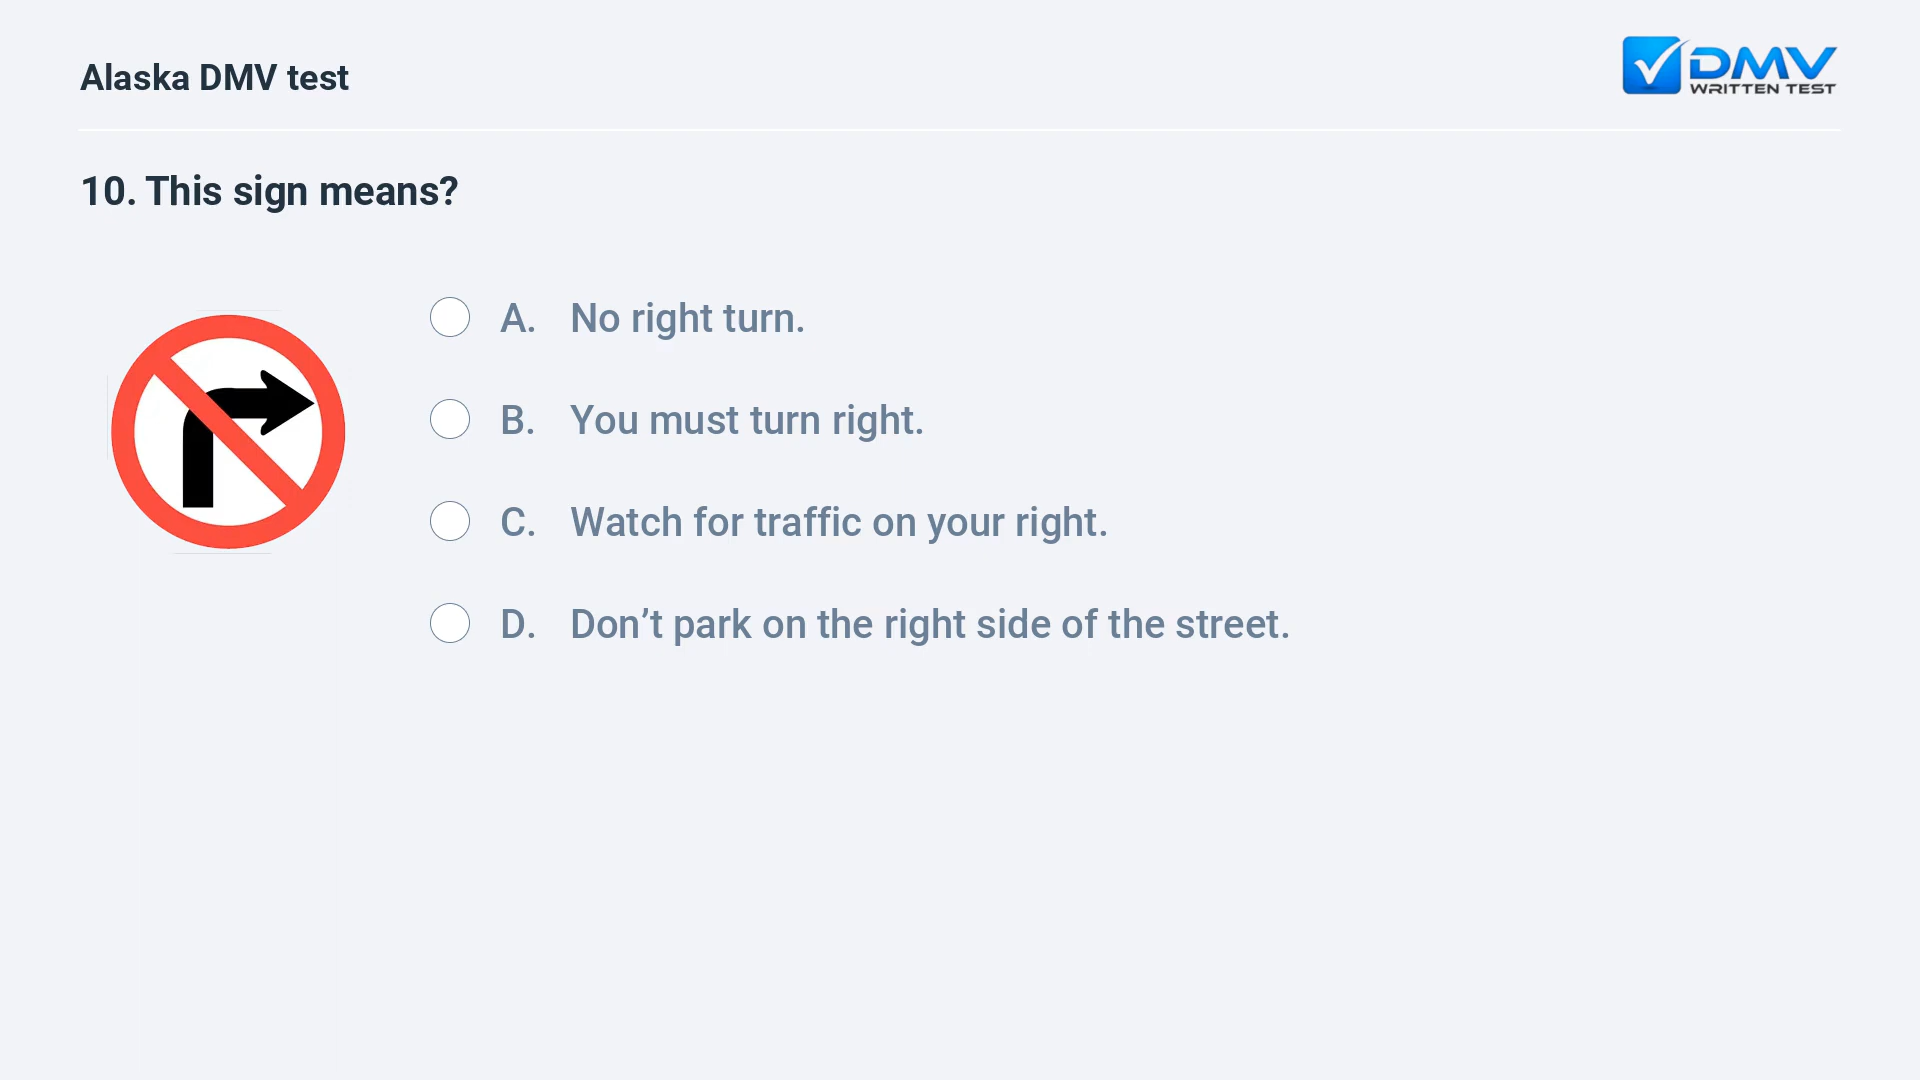 Alaska DMV test
DMV
WRITTEN TEST
10. This sign means?
A. No right turn.
B. You must turn right.
C. Watch for traffic on your right.
D. Don’t park on the right side of the street.